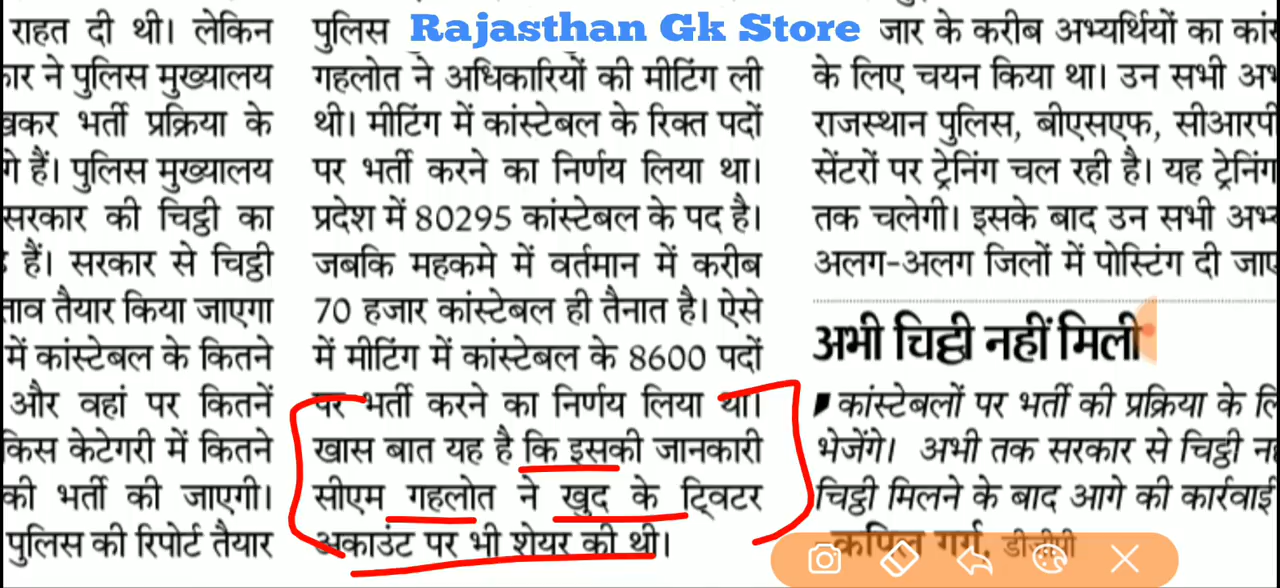 Rajasthan Gk Store
राहत दी थी। लेकिन
कार ने पुलिस मुख्यालय
भर्ती प्रक्रिया के
गे हैं। पुलिस मुख्यालय
सरकार की चिट्ठी का
हैं। सरकार से चिट्ठी
ताव तैयार किया जाएगा
में कांस्टेबल के कितने
और वहां पर कितनें
किस केटेगरी में कितने
की भर्ती की जाएगी।
पुलिस की रिपोर्ट तैयार
पुलिस
गहलोत ने अधिकारियों की मीटिंग ली
थी। मीटिंग में कांस्टेबल के रिक्त पदों
पर भर्ती करने का निर्णय लिया था।
प्रदेश में 80295 कांस्टेबल के पद है।
जबकि महकमे में वर्तमान में करीब
70 हजार कांस्टेबल ही तैनात है। ऐसे
में मीटिंग में कांस्टेबल के 8600 पदों
पर भर्ती करने का निर्णय लिया था।
खास बात यह है कि इसकी जानकारी
सीएम गहलोत ने खुद के ट्विटर
अकाउंट पर भी शेयर की थी।
जार के करीब अभ्यर्थियों का कां
के लिए चयन किया था। उन सभी
राजस्थान पुलिस, बीएसएफ, सीआरपी
सेंटरों पर ट्रेनिंग चल रही है। यह ट्रेनिंग
तक चलेगी। इसके बाद उन सभी
अलग-अलग जिलों में पोस्टिंग दी
अभी चिट्ठी नहीं मिली
कांस्टेबलों पर भर्ती की प्रक्रिया के
भेजेंगे। अभी तक सरकार से चिट्ठी
चिट्ठी मिलने के बाद आगे की कार्रवाई
-कपिल गर्ग, डीजीपी